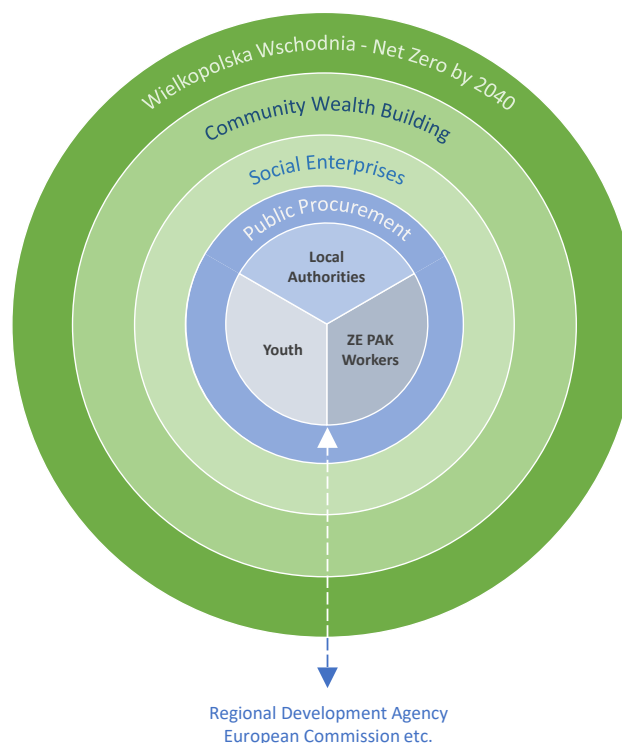 Wielkopolska Wschodnia - Net Zero by 2040
Community Wealth Building
Social Enterprises
Public Procurement
Local
Authorities
Youth
ZE PAK
Workers
Regional Development Agency
European Commission etc.